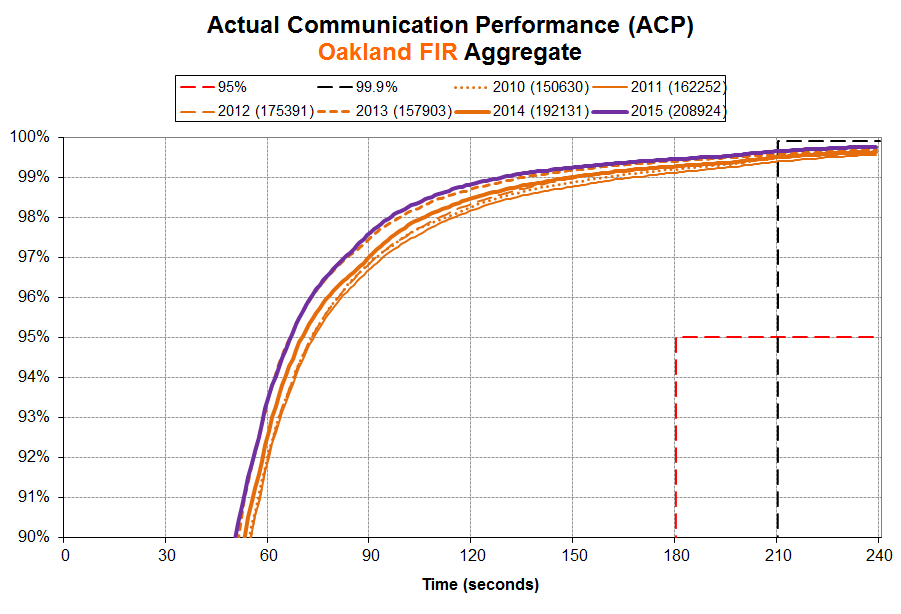 Actual Communication Performance (ACP)
Oakland FIR Aggregate
95% 99.9% 2010 (150630) 2011 (162252)
2012 (175391) 2013 (157903) 2014 (192131) 2015 (208924)
100%
99%
98%
97%
96%
95%
94%
93%
92%
91%
90%
0 30 60 90 120 150 180 210 240
Time (seconds)